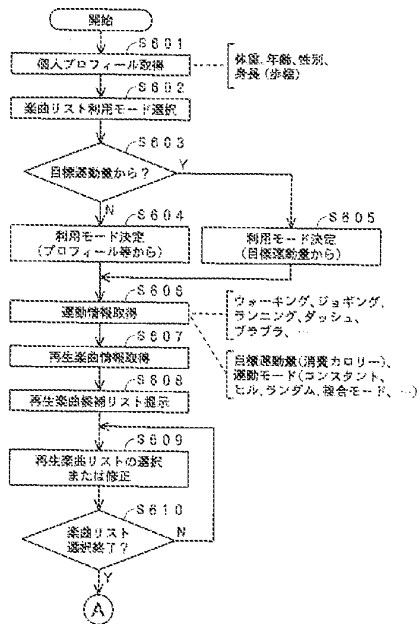 開始
S601
個人プロフィール取得
体重、年齢、性別、
身長(歩幅)
S602
楽曲リスト利用モード選択
S603
目標運動量から?
Y
N
S604
利用モード決定
(プロフィール等から)
S605
利用モード決定
(目標運動量から)
S606
運動情報取得
ウォーキング、ジョギング、
ランニング、ダッシュ、
ブラブラ、…
S607
再生楽曲情報取得
目標運動量(消費カロリー)、
運動モード(コンスタント、
ヒル、ランダム、複合モード、…)
S608
再生楽曲候補リスト提示
S609
再生楽曲リストの選択
または修正
S610
楽曲リスト
選択終了?
N
Y
A